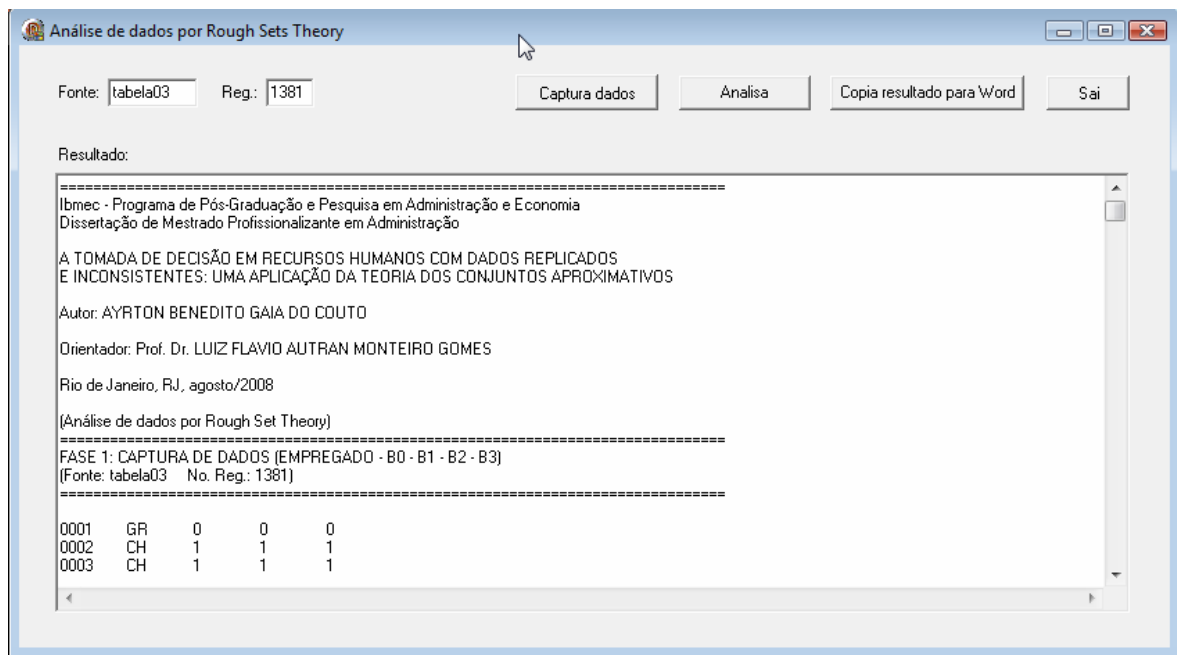 Análise de dados por Rough Sets Theory
Fonte: tabela03 Reg.: 1381 Captura dados Analisa Copia resultado para Word Sai
Resultado:
================================================================================
Ibmec - Programa de Pós-Graduação e Pesquisa em Administração e Economia
Dissertação de Mestrado Profissionalizante em Administração
A TOMADA DE DECISÃO EM RECURSOS HUMANOS COM DADOS REPLICADOS
E INCONSISTENTES: UMA APLICAÇÃO DA TEORIA DOS CONJUNTOS APROXIMATIVOS
Autor: AYRTON BENEDITO GAIA DO COUTO
Orientador: Prof. Dr. LUIZ FLAVIO AUTRAN MONTEIRO GOMES
Rio de Janeiro, RJ, agosto/2008
(Análise de dados por Rough Set Theory)
================================================================================
FASE 1: CAPTURA DE DADOS (EMPREGADO - B0 - B1 - B2 - B3)
(Fonte: tabela03 No. Reg.: 1381)
================================================================================
0001 GR 0 0 0
0002 CH 1 1 1
0003 CH 1 1 1